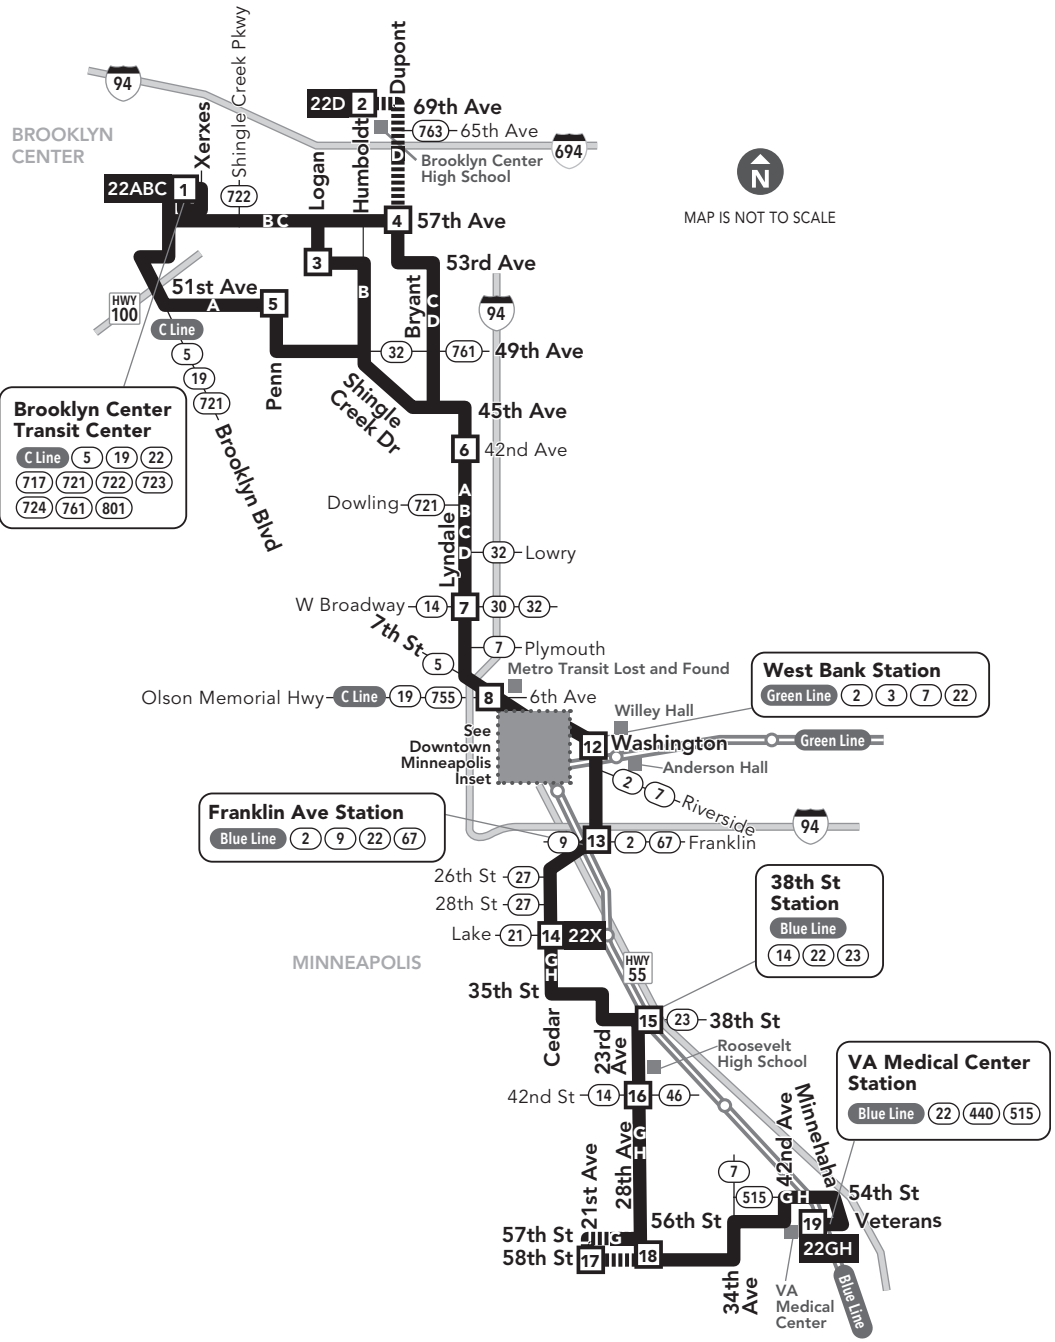 Shingle Creek Pkwy
Dupont
94
22D 2
69th Ave
763 65th Ave
Xerxes
Humboldt
BROOKLYN
CENTER
D
694
Brooklyn Center
High School
Logan
N
22ABC 1
722
MAP IS NOT TO SCALE
B C
4 57th Ave
3
53rd Ave
51st Ave
B
Bryant
C
D
HWY
100
A
5
94
C Line
5
32
761 49th Ave
19
721
Penn
Shingle
Creek Dr
Brooklyn Center
Transit Center
C Line 5 19 22
717 721 722 723
724 761 801
45th Ave
Brooklyn Blvd
6 42nd Ave
A
B
C
D
Dowling 721
Lyndale
32 Lowry
W Broadway 14 7 30 32
7th St
5
7 Plymouth
Metro Transit Lost and Found
Olson Memorial Hwy C Line 19 755 8 6th Ave
West Bank Station
Green Line 2 3 7 22
Willey Hall
See
Downtown
Minneapolis
Inset
12 Washington
Green Line
Anderson Hall
2 7 Riverside
Franklin Ave Station
Blue Line 2 9 22 67
94
9 13 2 67 Franklin
26th St 27
28th St 27
38th St
Station
Blue Line
14 22 23
Lake 21 14 22X
MINNEAPOLIS
G
H
HWY
55
35th St
Cedar
23rd
Ave
15 23 38th St
Roosevelt
High School
VA Medical Center
Station
Blue Line 22 440 515
42nd St 14 16 46
G
H
28th Ave
21st Ave
42nd Ave
Minnehaha
7
515
G H
54th St
56th St
19 Veterans
22GH
57th St
G
58th St 17
18
34th
Ave
VA
Medical
Center
Blue Line